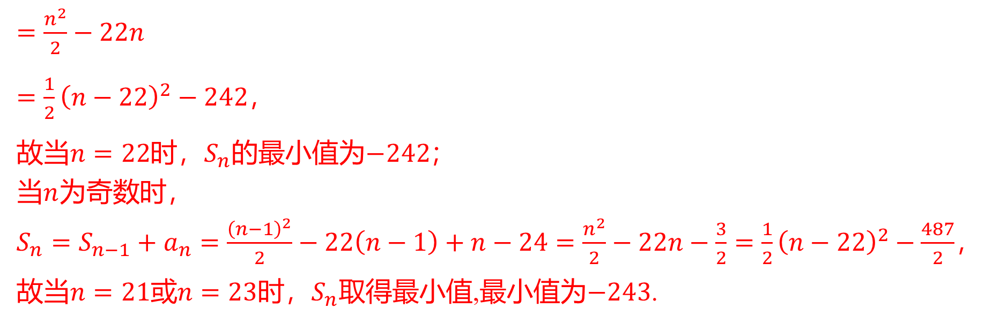 $= \frac{n^2}{2} - 22n$
$= \frac{1}{2}(n - 22)^2 - 242$,
故当$n = 22$时，$S_n$的最小值为$-242$；
当$n$为奇数时，
$S_n = S_{n-1} + a_n = \frac{(n-1)^2}{2} - 22(n - 1) + n - 24 = \frac{n^2}{2} - 22n - \frac{3}{2} = \frac{1}{2}(n - 22)^2 - \frac{487}{2}$,
故当$n = 21$或$n = 23$时，$S_n$取得最小值,最小值为$-243$.